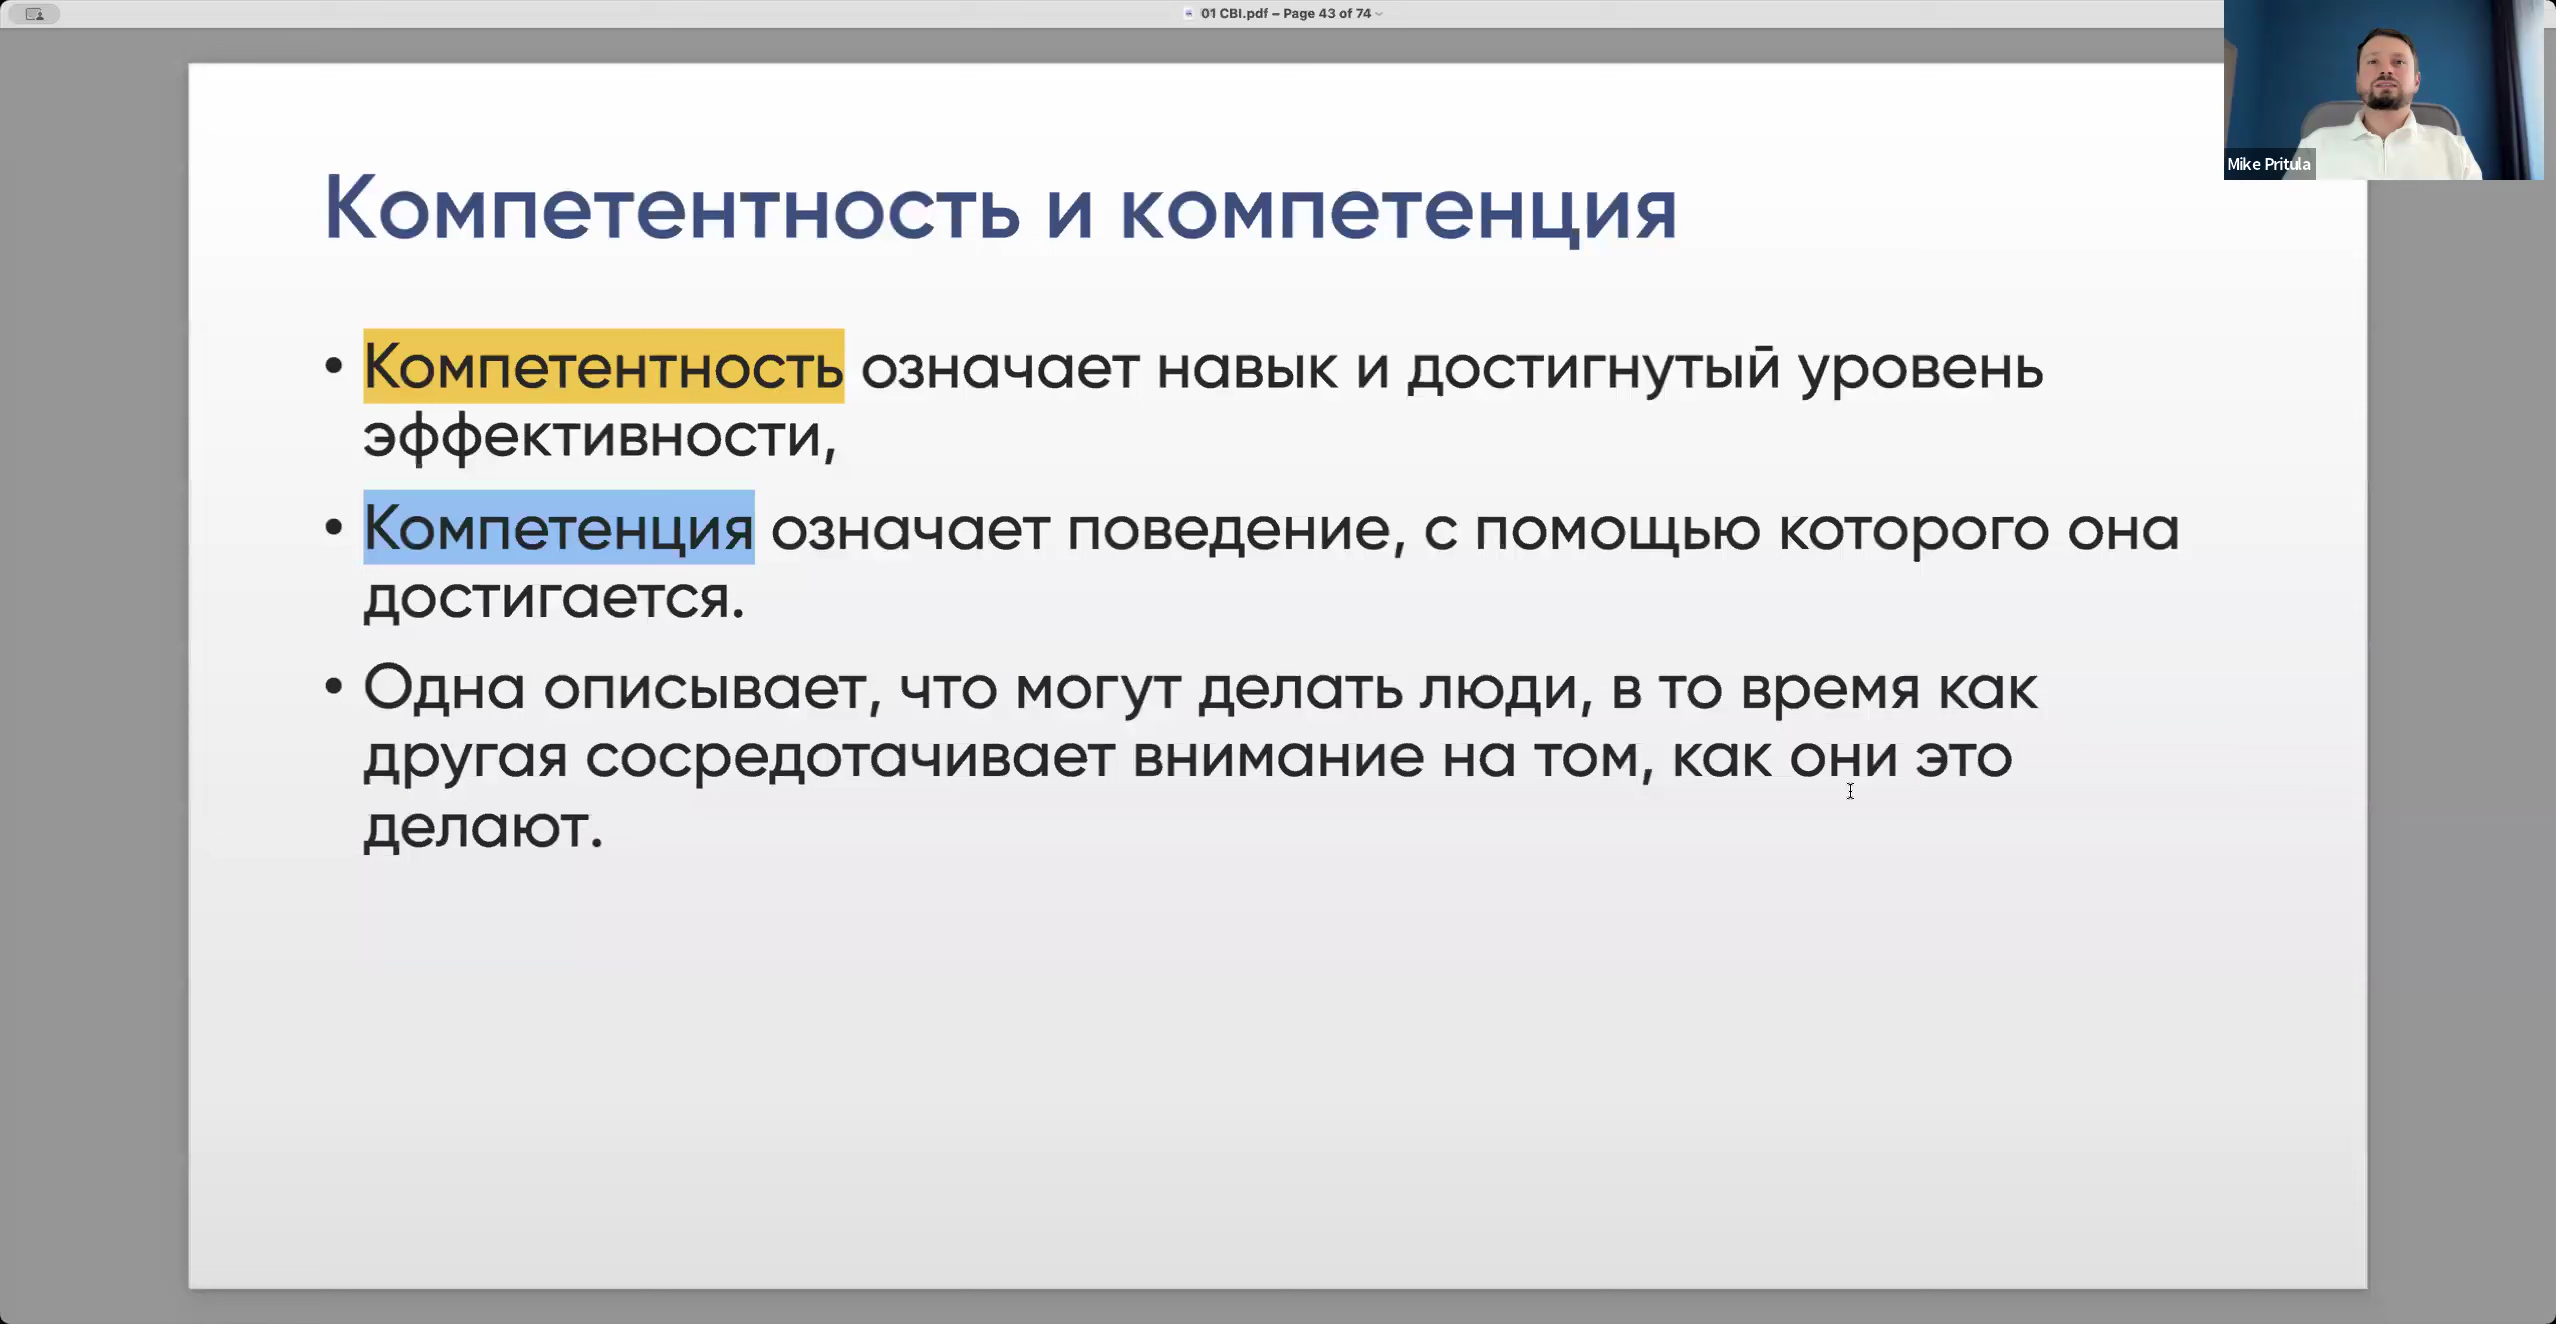 01 CBI.pdf – Page 43 of 74
Mike Pritula
Компетентность и компетенция
• Компетентность означает навык и достигнутый уровень
эффективности,
• Компетенция означает поведение, с помощью которого она
достигается.
• Одна описывает, что могут делать люди, в то время как
другая сосредотачивает внимание на том, как они это
делают.